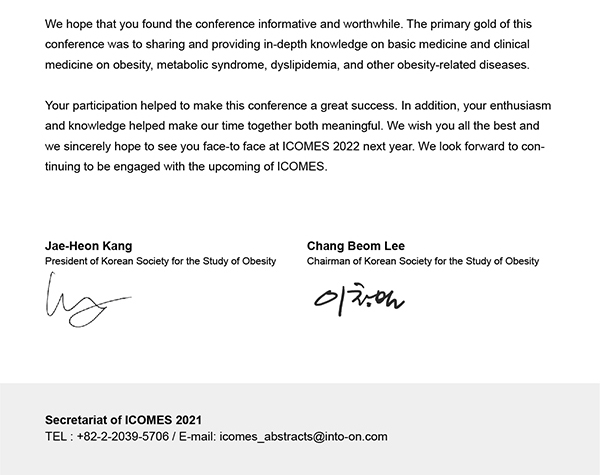 We hope that you found the conference informative and worthwhile. The primary gold of this
conference was to sharing and providing in-depth knowledge on basic medicine and clinical
medicine on obesity, metabolic syndrome, dyslipidemia, and other obesity-related diseases.
Your participation helped to make this conference a great success. In addition, your enthusiasm
and knowledge helped make our time together both meaningful. We wish you all the best and
we sincerely hope to see you face-to face at ICOMES 2022 next year. We look forward to con-
tinuing to be engaged with the upcoming of ICOMES.
Jae-Heon Kang
President of Korean Society for the Study of Obesity
Chang Beom Lee
Chairman of Korean Society for the Study of Obesity
이창범
Secretariat of ICOMES 2021
TEL : +82-2-2039-5706 / E-mail: icomes_abstracts@into-on.com